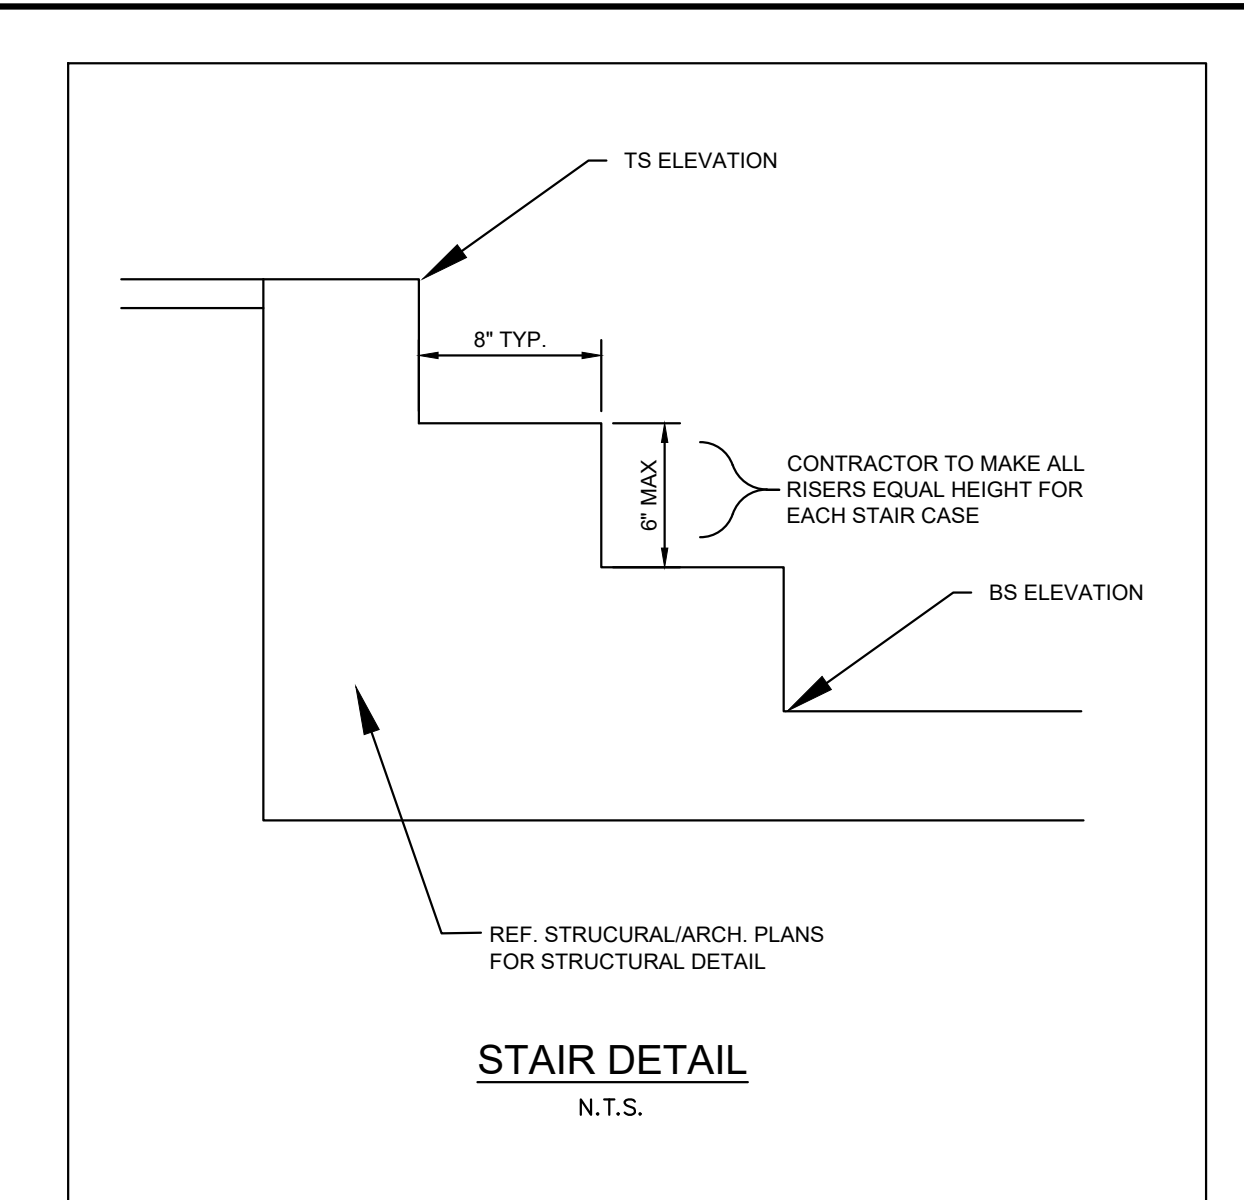 TS ELEVATION
8" TYP.
6" MAX
CONTRACTOR TO MAKE ALL
RISERS EQUAL HEIGHT FOR
EACH STAIR CASE
BS ELEVATION
REF. STRUCURAL/ARCH. PLANS
FOR STRUCTURAL DETAIL
STAIR DETAIL
N.T.S.